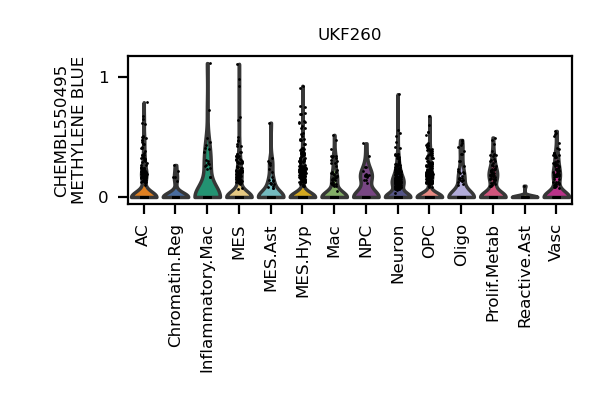 UKF260
CHEMBL550495
METHYLENE BLUE
1
0
AC
Chromatin.Reg
Inflammatory.Mac
MES
MES.Ast
MES.Hyp
Mac
NPC
Neuron
OPC
Oligo
Prolif.Metab
Reactive.Ast
Vasc